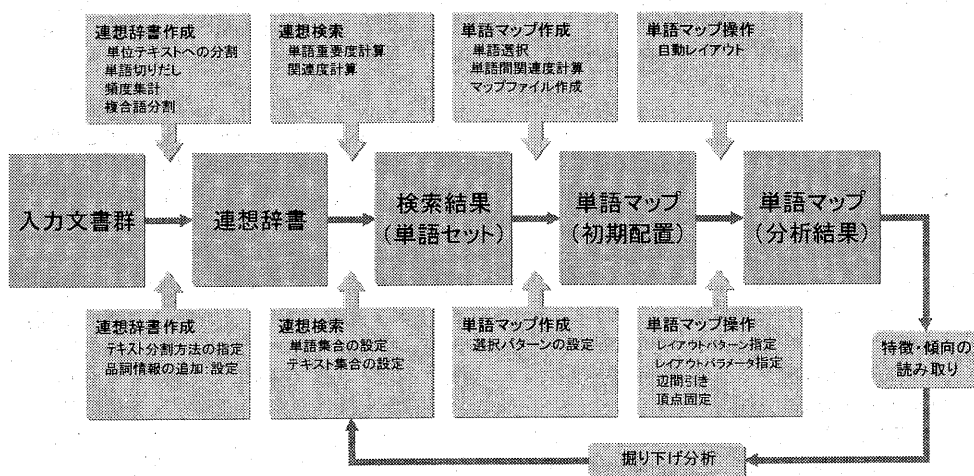 連想辞書作成
単位テキストへの分割
単語切りだし
頻度集計
複合語分割
連想検索
単語重要度計算
関連度計算
単語マップ作成
単語選択
単語間関連度計算
マップファイル作成
単語マップ操作
自動レイアウト
入力文書群
連想辞書
検索結果
(単語セット)
単語マップ
(初期配置)
単語マップ
(分析結果)
連想辞書作成
テキスト分割方法の指定
品詞情報の追加・設定
連想検索
単語集合の設定
テキスト集合の設定
単語マップ作成
選択パターンの設定
単語マップ操作
レイアウトパターン指定
レイアウトパラメータ指定
辺間引き
頂点固定
特徴・傾向の
読み取り
掘り下げ分析